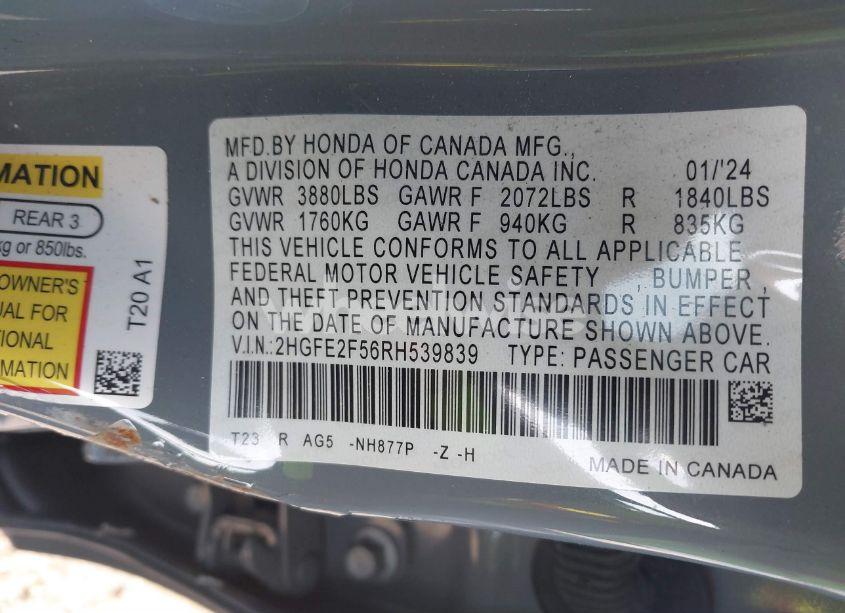 MATION
REAR 3
kg or 850lbs.
OWNER'S
UAL FOR
TIONAL
RMATION
T20 A1
MFD.BY HONDA OF CANADA MFG.,
A DIVISION OF HONDA CANADA INC. 01/'24
GVWR 3880LBS GAWR F 2072LBS R 1840LBS
GVWR 1760KG GAWR F 940KG R 835KG
THIS VEHICLE CONFORMS TO ALL APPLICABLE
FEDERAL MOTOR VEHICLE SAFETY , BUMPER ,
AND THEFT PREVENTION STANDARDS IN EFFECT
ON THE DATE OF MANUFACTURE SHOWN ABOVE.
V.I.N.:2HGFE2F56RH539839 TYPE: PASSENGER CAR
T23 R AG5 -NH877P -Z -H
MADE IN CANADA